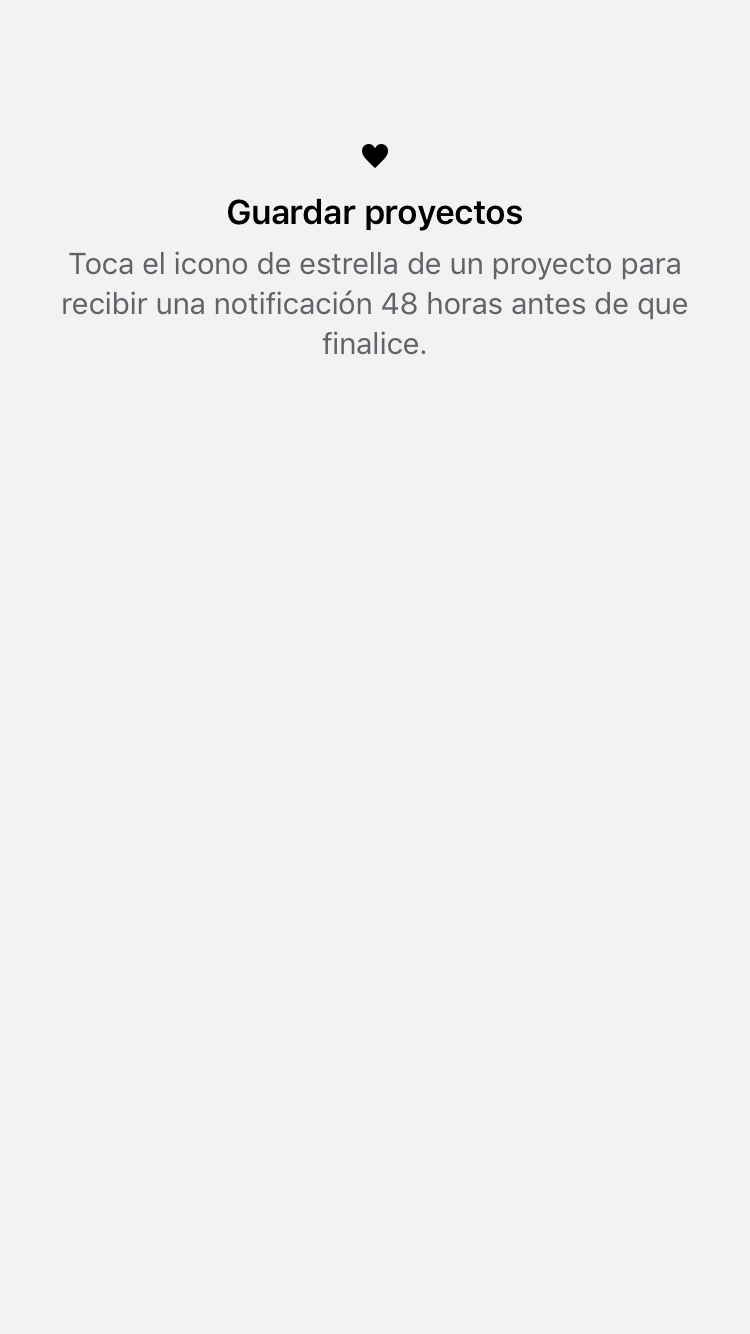 Guardar proyectos
Toca el icono de estrella de un proyecto para
recibir una notificación 48 horas antes de que
finalice.